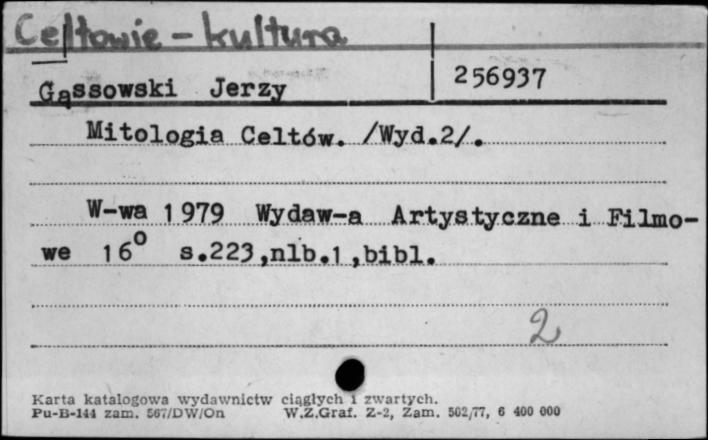 Celtowie - kultura
Gąssowski Jerzy 256937
Mitologia Celtów. /Wyd.2/.
W-wa 1979 Wydaw-a Artystyczne i Filmo-
we 16° s.223,nlb.1,bibl.
2
Karta katalogowa wydawnictw ciągłych i zwartych.
Pu-B-144 zam. 567/DW/On W.Z.Graf. Z-2, Zam. 502/77, 6 400 000